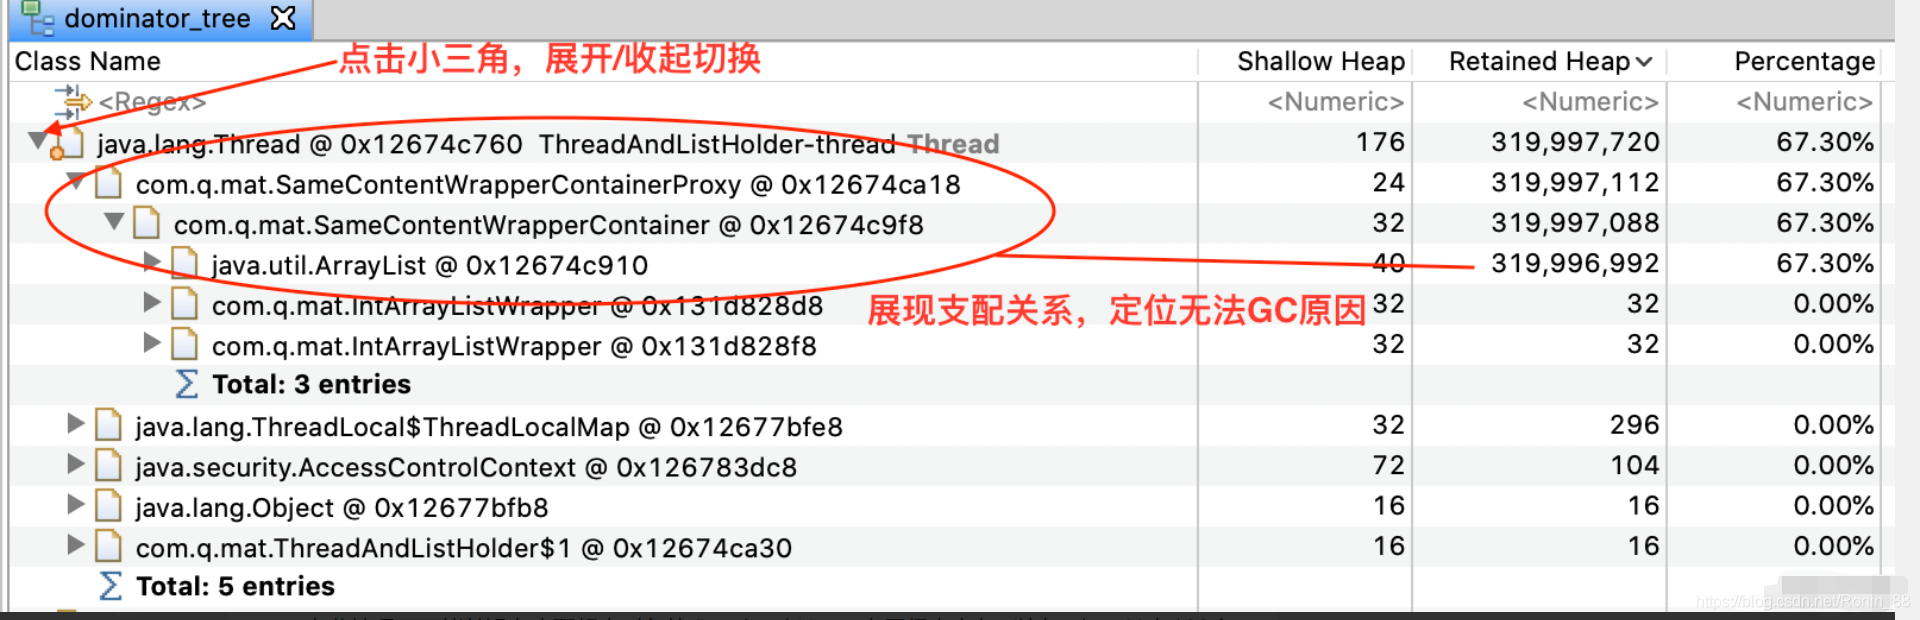 dominator_tree
点击小三角，展开/收起切换
Class Name Shallow Heap Retained Heap Percentage
<Regex> <Numeric> <Numeric> <Numeric>
java.lang.Thread @ 0x12674c760 ThreadAndListHolder-thread Thread 176 319,997,720 67.30%
com.q.mat.SameContentWrapperContainerProxy @ 0x12674ca18 24 319,997,112 67.30%
com.q.mat.SameContentWrapperContainer @ 0x12674c9f8 32 319,997,088 67.30%
java.util.ArrayList @ 0x12674c910 40 319,996,992 67.30%
com.q.mat.IntArrayListWrapper @ 0x131d828d8 32 32 0.00%
展现支配关系，定位无法GC原因
com.q.mat.IntArrayListWrapper @ 0x131d828f8 32 32 0.00%
Total: 3 entries
java.lang.ThreadLocal$ThreadLocalMap @ 0x12677bfe8 32 296 0.00%
java.security.AccessControlContext @ 0x126783dc8 72 104 0.00%
java.lang.Object @ 0x12677bfb8 16 16 0.00%
com.q.mat.ThreadAndListHolder$1 @ 0x12674ca30 16 16 0.00%
Total: 5 entries
https://blog.csdn.net/Ronin_88